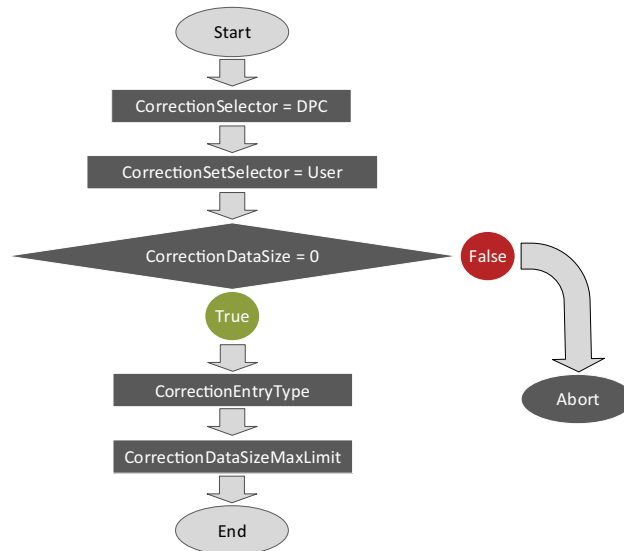 Start
CorrectionSelector = DPC
CorrectionSetSelector = User
CorrectionDataSize = 0
False
True
CorrectionEntryType
Abort
CorrectionDataSizeMaxLimit
End